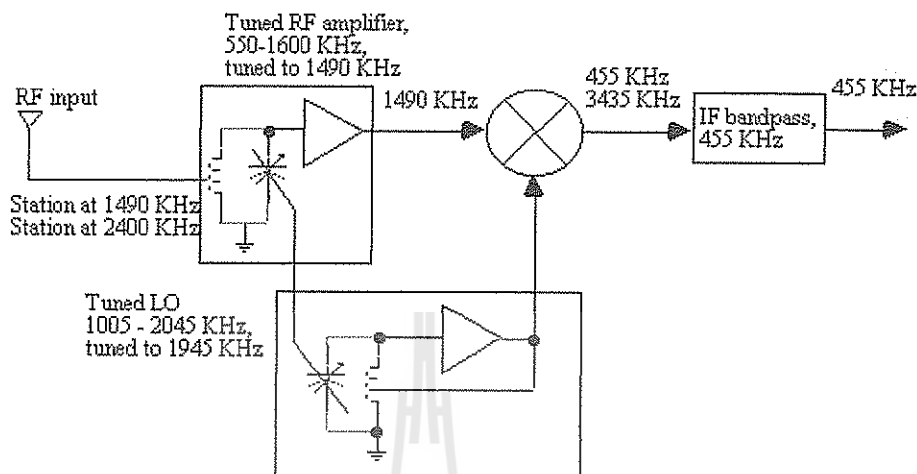 Tuned RF amplifier,
550-1600 KHz,
tuned to 1490 KHz
RF input
1490 KHz
455 KHz
3435 KHz
455 KHz
IF bandpass,
455 KHz
Station at 1490 KHz
Station at 2400 KHz
Tuned LO
1005 - 2045 KHz,
tuned to 1945 KHz